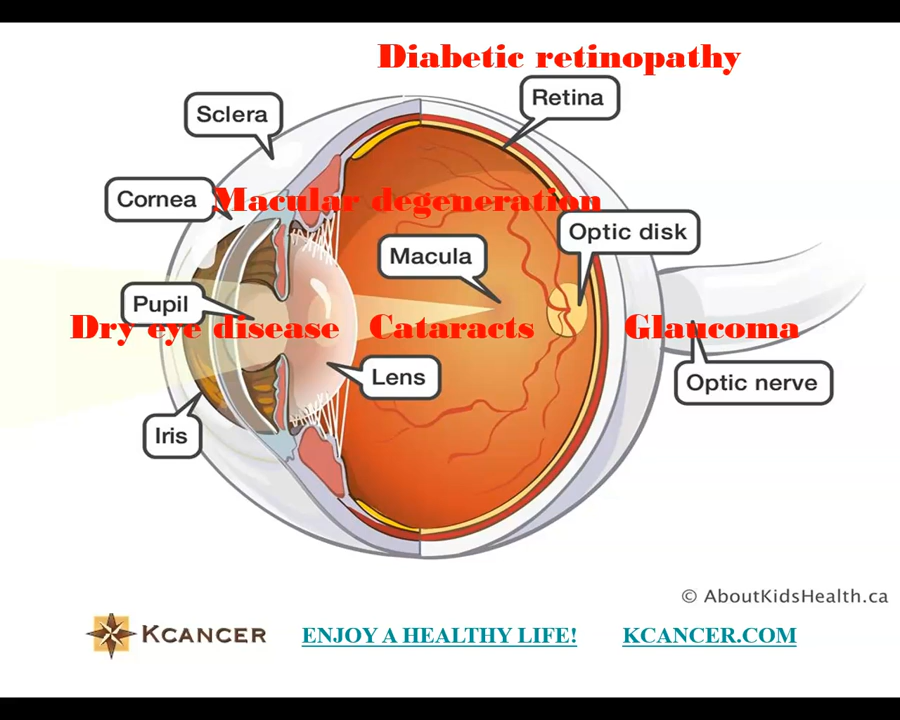 Diabetic retinopathy
Retina
Sclera
Cornea
Macular degeneration
Optic disk
Macula
Pupil
Dry eye disease
Cataracts
Glaucoma
Lens
Optic nerve
Iris
© AboutKidsHealth.ca
KCANCER
ENJOY A HEALTHY LIFE!
KCANCER.COM